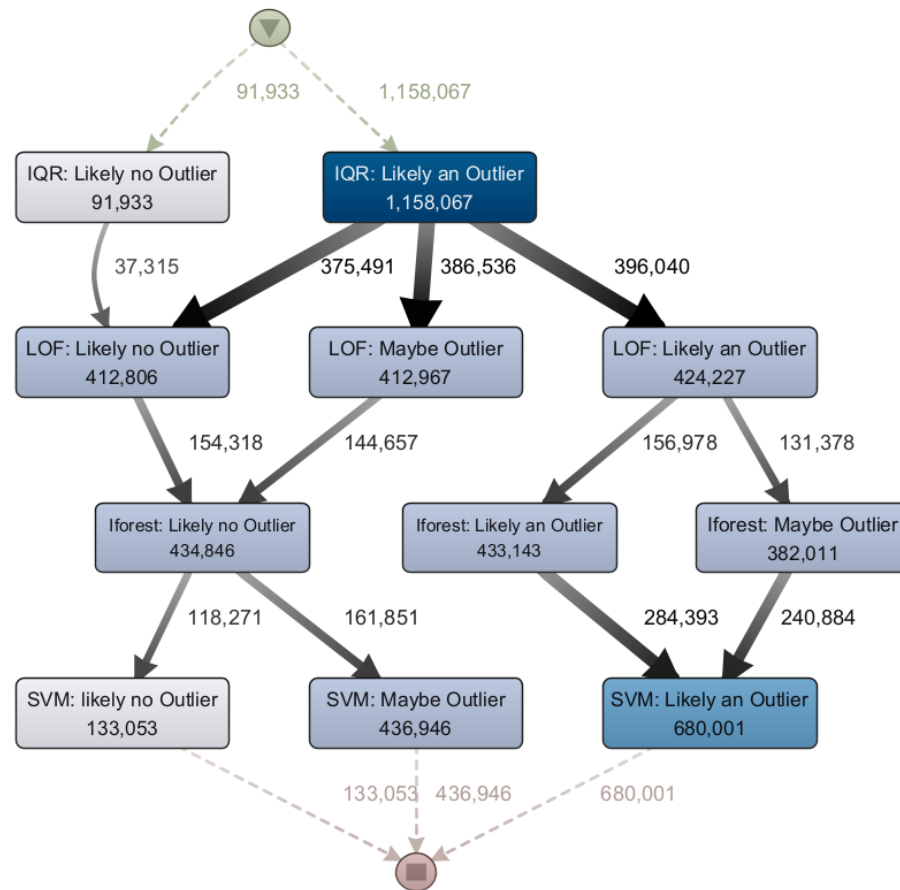 91,933
1,158,067
IQR: Likely no Outlier
91,933
IQR: Likely an Outlier
1,158,067
37,315
375,491
386,536
396,040
LOF: Likely no Outlier
412,806
LOF: Maybe Outlier
412,967
LOF: Likely an Outlier
424,227
154,318
144,657
156,978
131,378
Iforest: Likely no Outlier
434,846
Iforest: Likely an Outlier
433,143
Iforest: Maybe Outlier
382,011
118,271
161,851
284,393
240,884
SVM: likely no Outlier
133,053
SVM: Maybe Outlier
436,946
SVM: Likely an Outlier
680,001
133,053
436,946
680,001